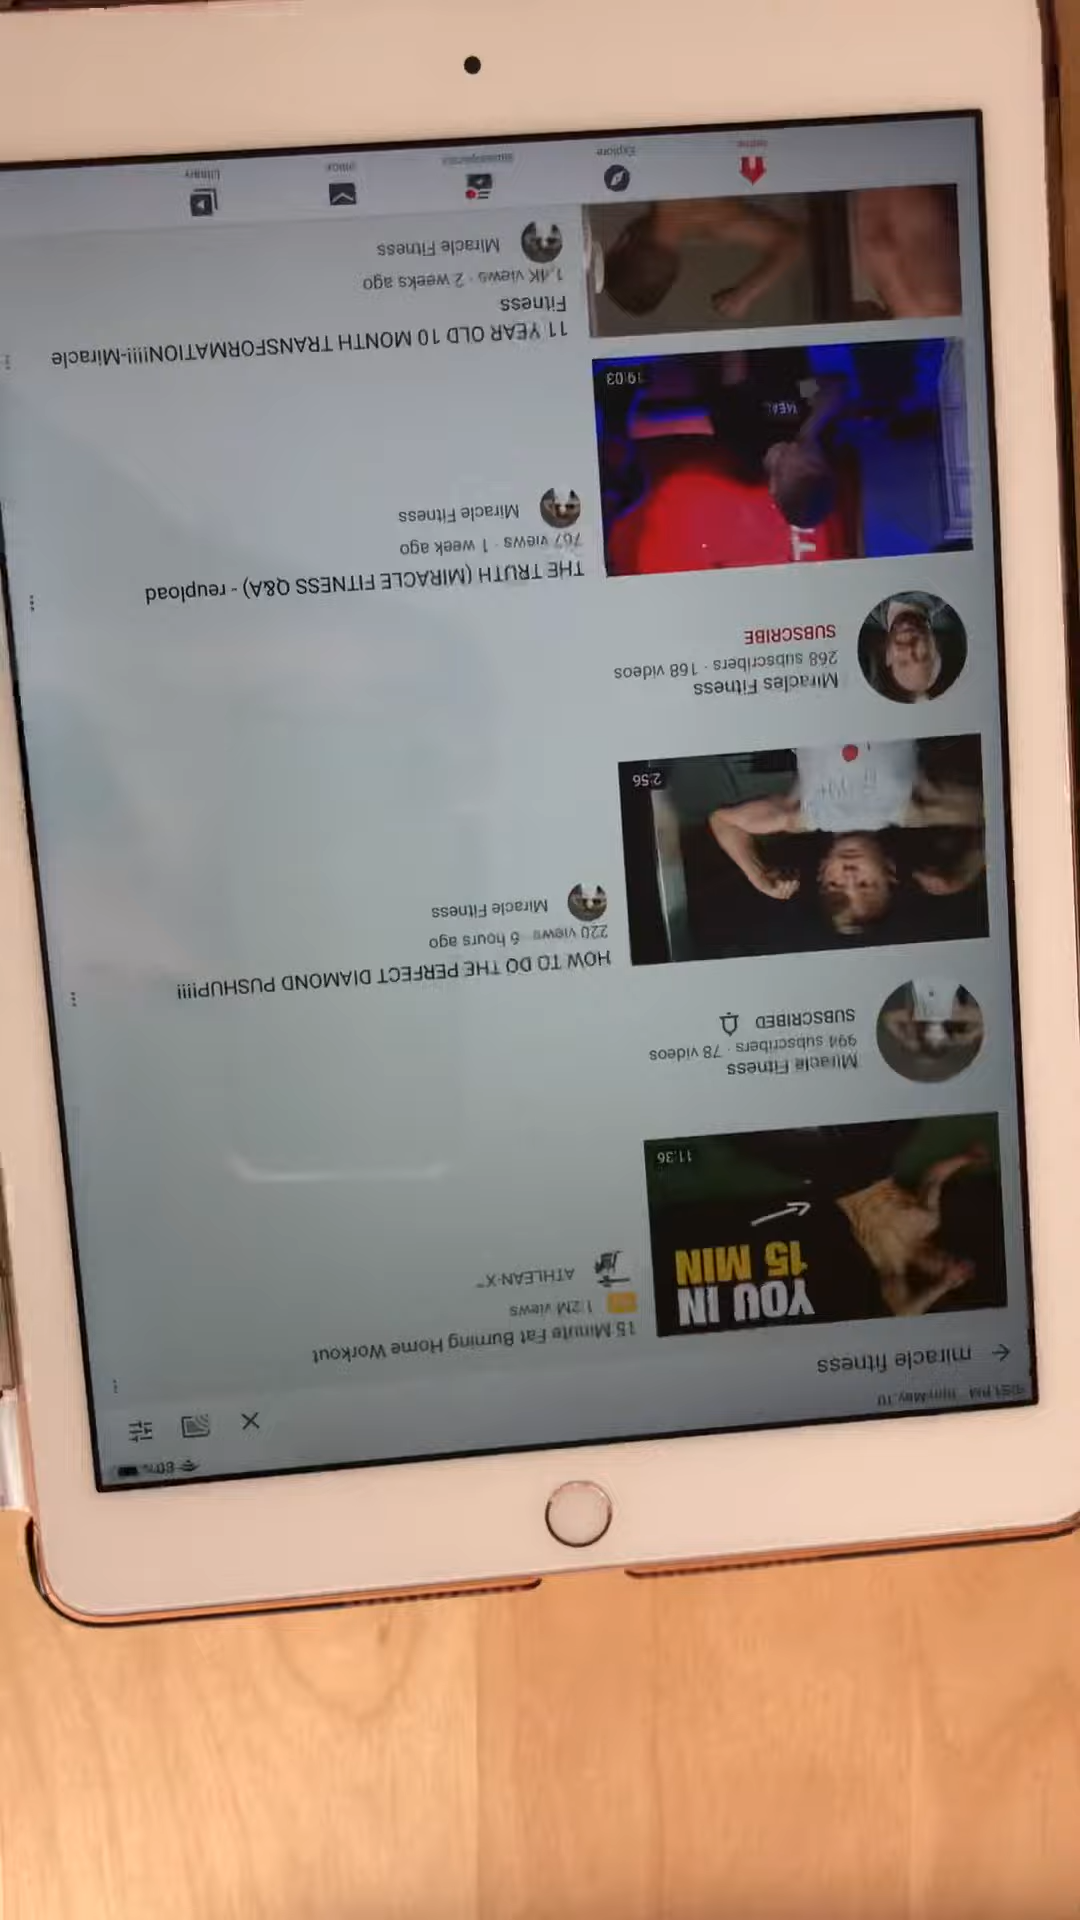 80%
miracle fitness
YOU IN
15 MIN
11:36
15 Minute Fat Burning Home Workout
1.2M views
ATHLEAN-X™
Miracle Fitness
994 subscribers · 78 videos
SUBSCRIBED
2:56
HOW TO DO THE PERFECT DIAMOND PUSHUP!!!!
220 views · 6 hours ago
Miracle Fitness
Miracles Fitness
268 subscribers · 168 videos
SUBSCRIBE
19:03
THE TRUTH (MIRACLE FITNESS Q&A) - reupload
767 views · 1 week ago
Miracle Fitness
11 YEAR OLD 10 MONTH TRANSFORMATION!!!!!-Miracle
Fitness
1.4K views · 2 weeks ago
Miracle Fitness
Home
Explore
Subscriptions
Inbox
Library